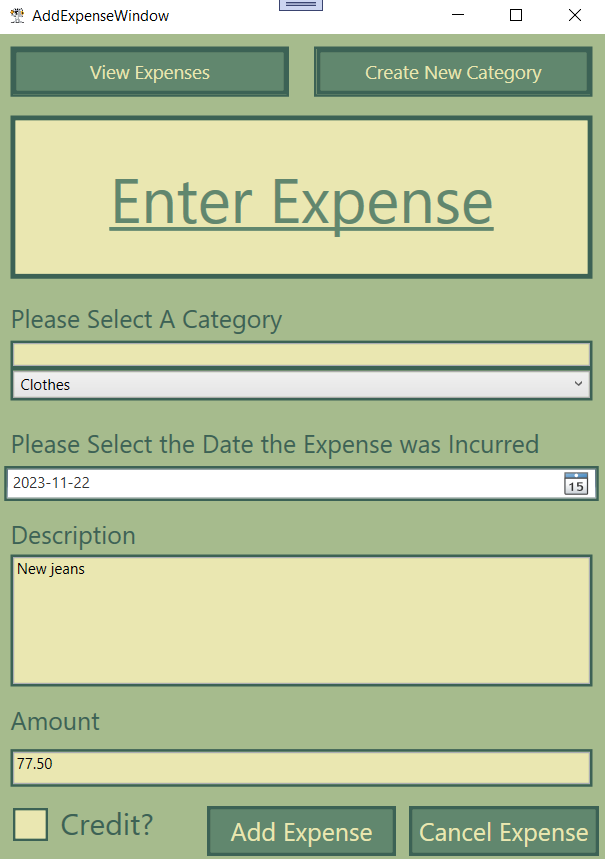 AddExpenseWindow
View Expenses
Create New Category
Enter Expense
Please Select A Category
Clothes
Please Select the Date the Expense was Incurred
2023-11-22
15
Description
New jeans
Amount
77.50
Credit?
Add Expense
Cancel Expense